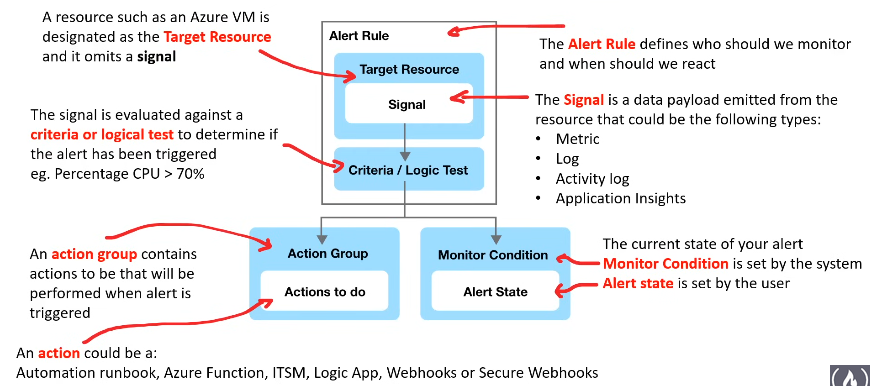 A resource such as an Azure VM is
designated as the Target Resource
and it omits a signal
Alert Rule
The Alert Rule defines who should we monitor
and when should we react
Target Resource
Signal
The Signal is a data payload emitted from the
resource that could be the following types:
• Metric
• Log
• Activity log
• Application Insights
The signal is evaluated against a
criteria or logical test to determine if
the alert has been triggered
eg. Percentage CPU > 70%
Criteria / Logic Test
An action group contains
actions to be that will be
performed when alert is
triggered
Action Group
Actions to do
Monitor Condition
Alert State
The current state of your alert
Monitor Condition is set by the system
Alert state is set by the user
An action could be a:
Automation runbook, Azure Function, ITSM, Logic App, Webhooks or Secure Webhooks